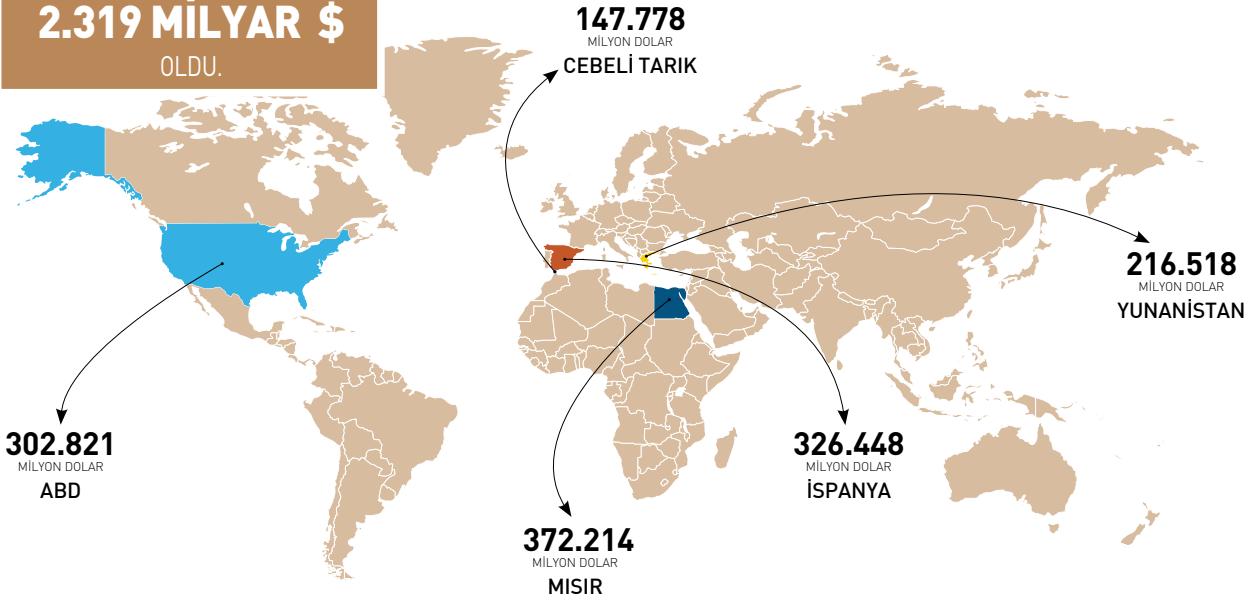 2.319 MİLYAR $
OLDU.
147.778
MİLYON DOLAR
CEBELİ TARIK
216.518
MİLYON DOLAR
YUNANİSTAN
302.821
MİLYON DOLAR
ABD
326.448
MİLYON DOLAR
İSPANYA
372.214
MİLYON DOLAR
MISIR